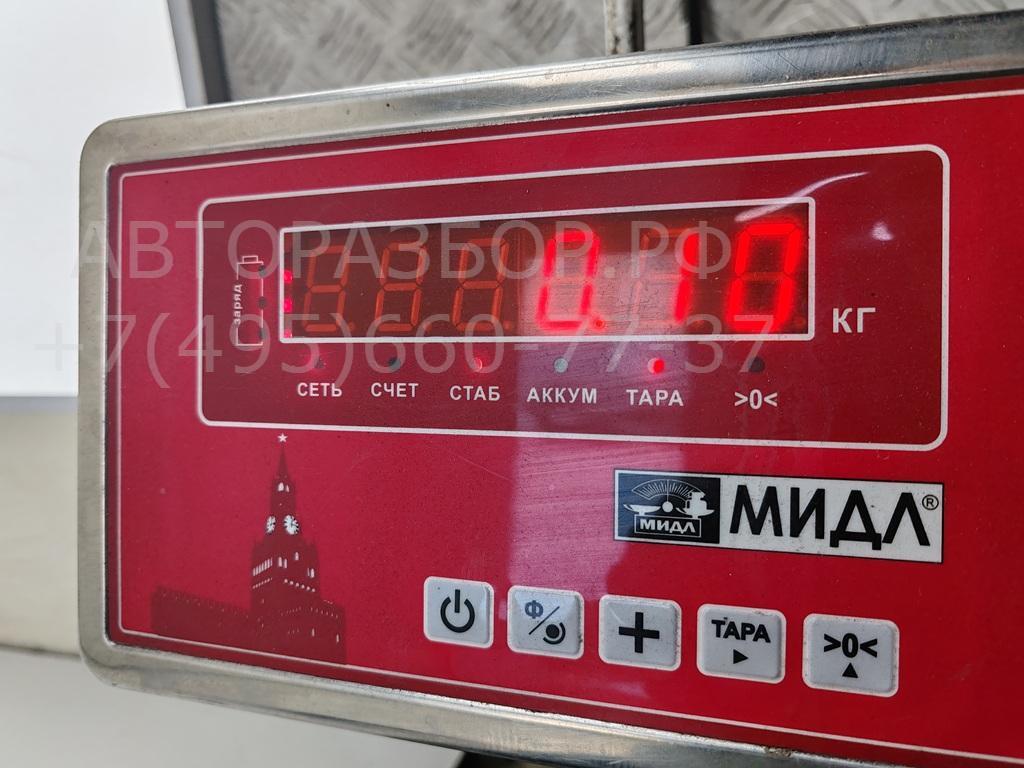 АВТОРАЗБОР.РФ
+7(495)660-77-37
заряд
0.10
КГ
СЕТЬ СЧЕТ СТАБ АККУМ ТАРА >0<
МИДЛ МИДЛ®
Ф/ + ТАРА >0<